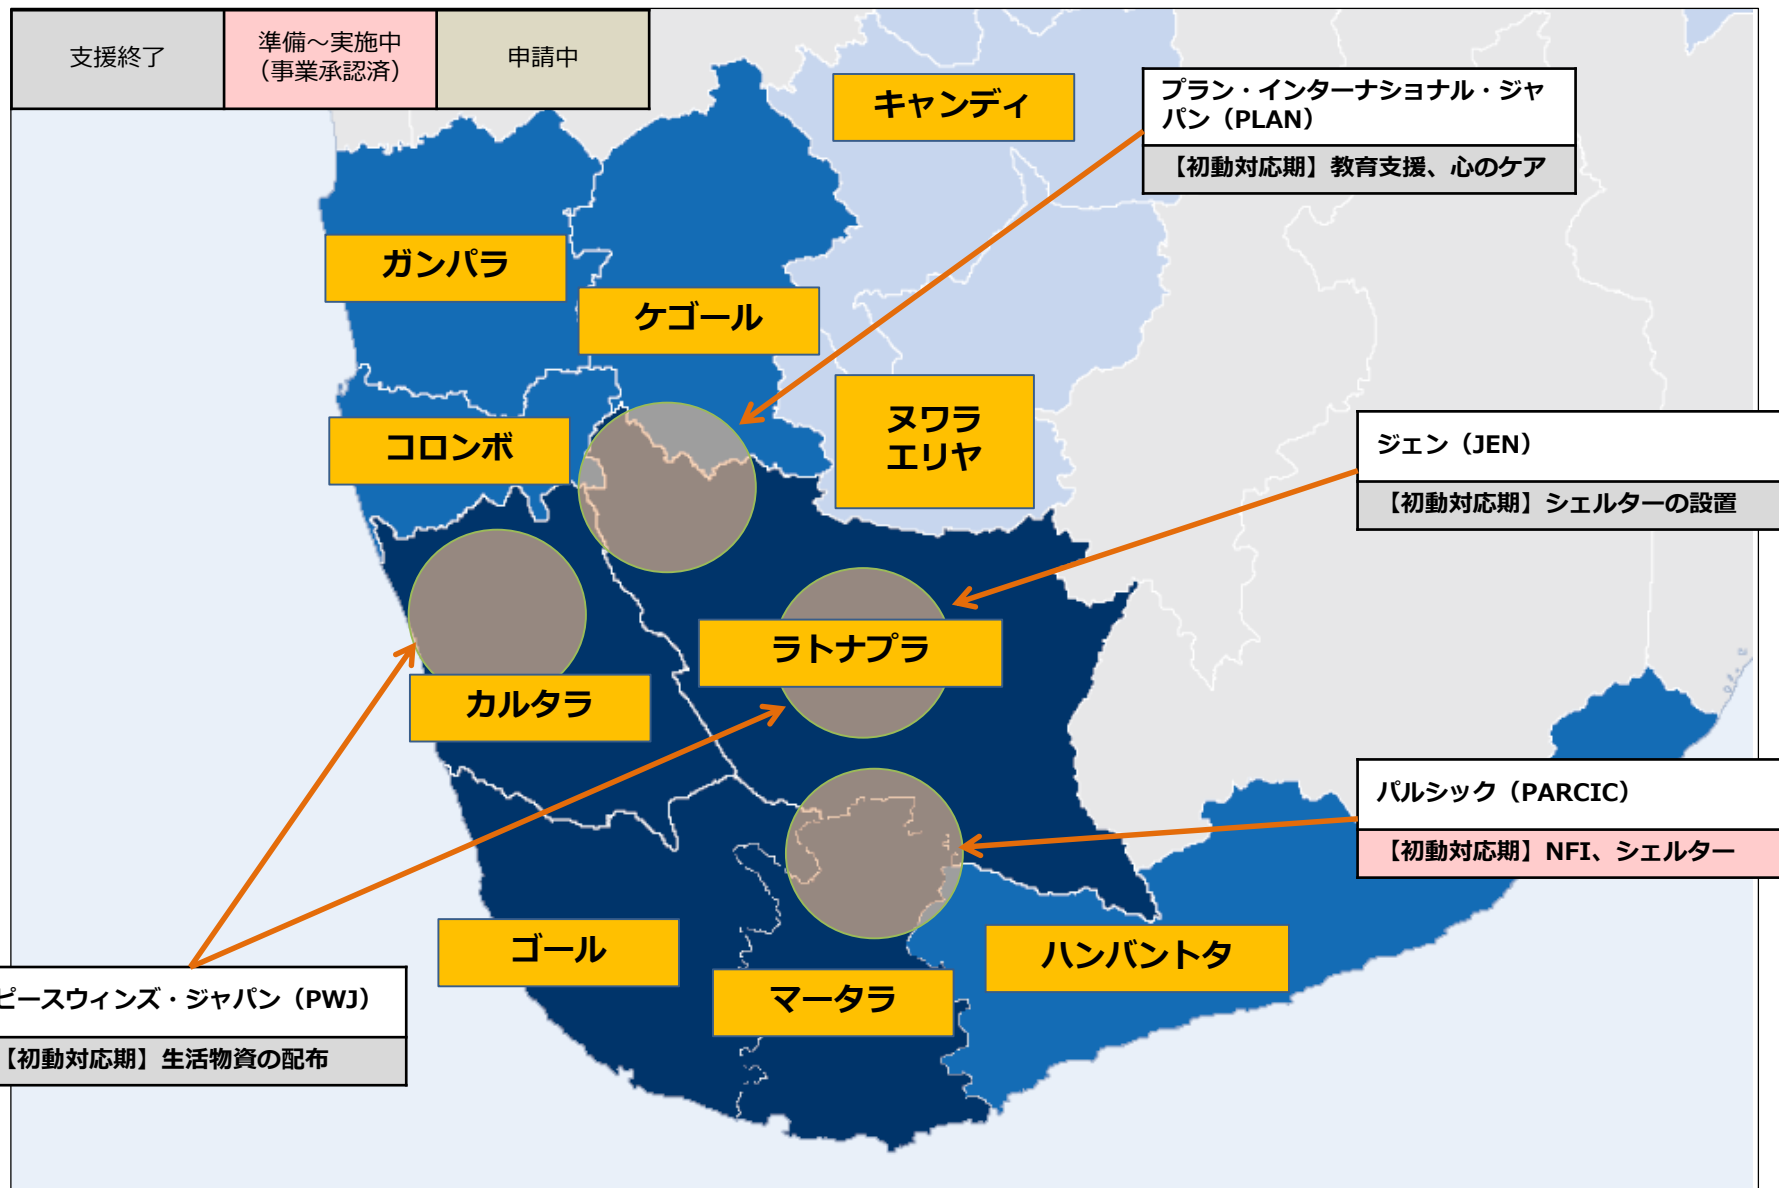 支援終了
準備～実施中
（事業承認済）
申請中
キャンディ
プラン・インターナショナル・ジャ
パン（PLAN）
【初動対応期】教育支援、心のケア
ガンパラ
ケゴール
ヌワラ
エリヤ
コロンボ
ジェン（JEN）
【初動対応期】シェルターの設置
ラトナプラ
カルタラ
パルシック（PARCIC）
【初動対応期】NFI、シェルター
ゴール
ハンバントタ
マータラ
ピースウィンズ・ジャパン（PWJ）
【初動対応期】生活物資の配布